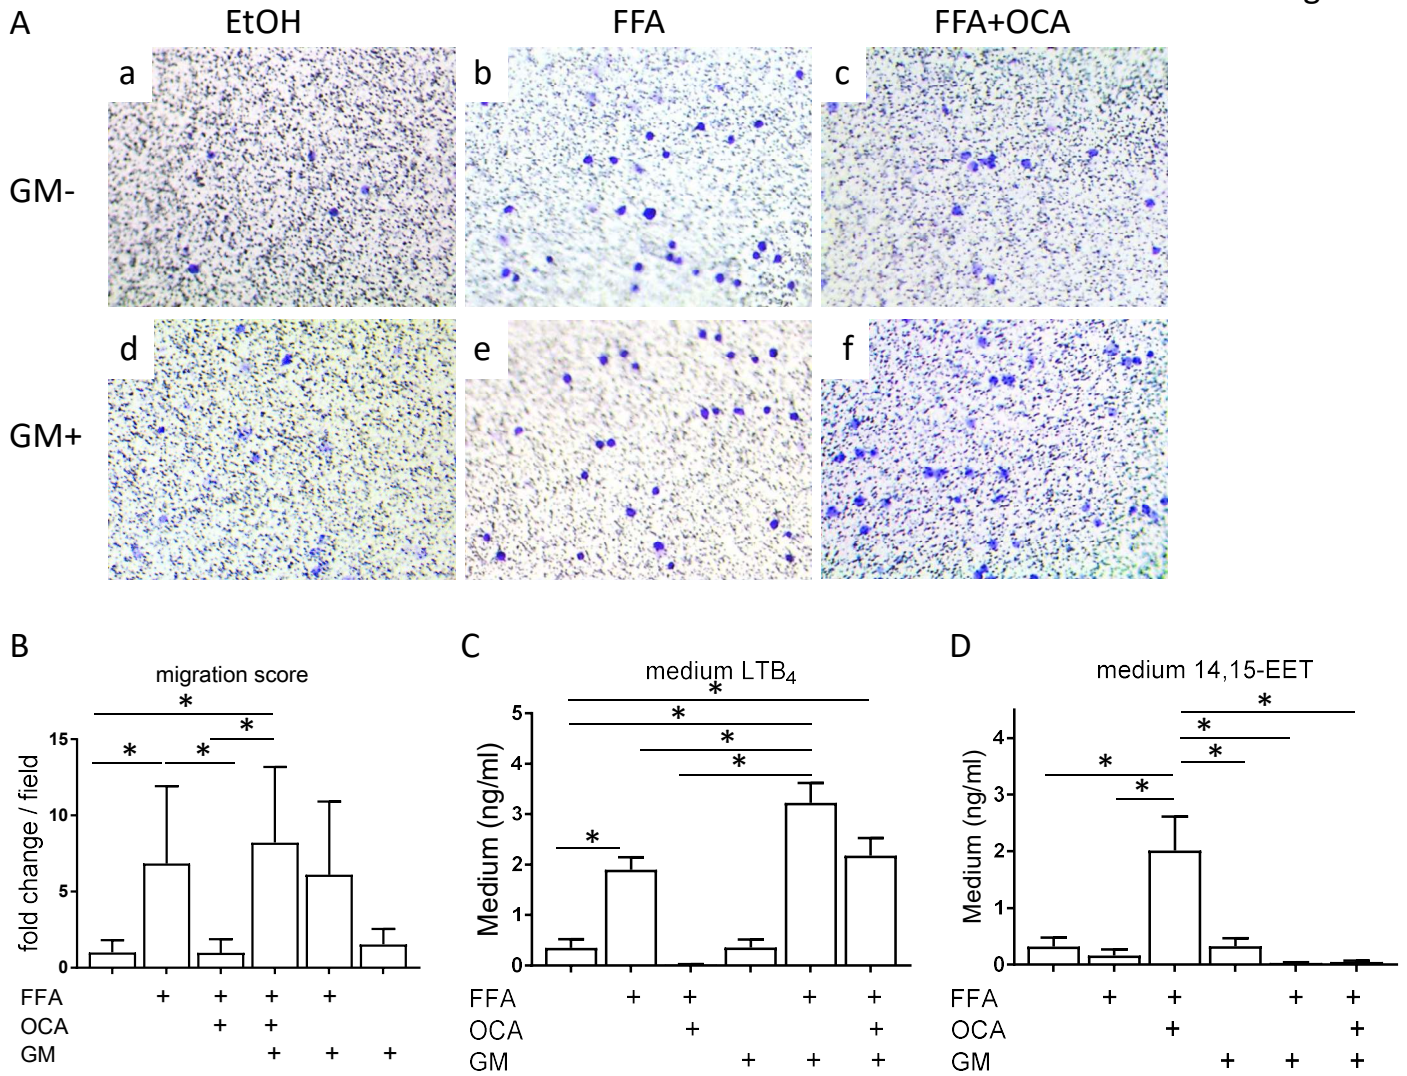 A
EtOH FFA FFA+OCA
a b c
GM-
d e f
GM+
B
migration score
* * * *
fold change / field
15
10
5
0
FFA + + + +
OCA + +
GM + + +
C
medium LTB4
* * * * *
Medium (ng/ml)
5
4
3
2
1
0
FFA + + + +
OCA + +
GM + + +
D
medium 14,15-EET
* * * * *
Medium (ng/ml)
4
3
2
1
0
FFA + + + +
OCA + +
GM + + +